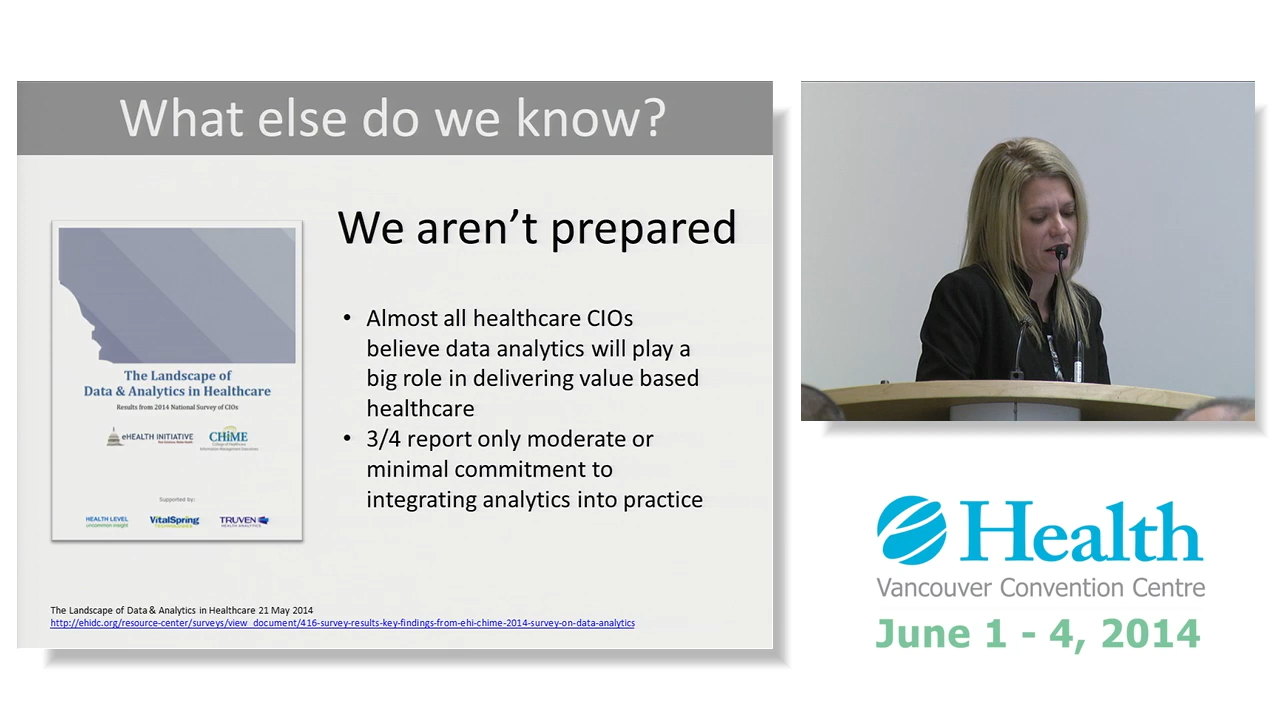 What else do we know?
We aren't prepared
The Landscape of
Data & Analytics in Healthcare
Results from 2014 National Survey of CIOs
eHEALTH INITIATIVE
CHiME
Supported by:
HEALTH LEVEL
uncommon insight
VitalSpring
TRUVEN
HEALTH ANALYTICS
• Almost all healthcare CIOs
believe data analytics will play a
big role in delivering value based
healthcare
• 3/4 report only moderate or
minimal commitment to
integrating analytics into practice
The Landscape of Data & Analytics in Healthcare 21 May 2014
http://ehidc.org/resource-center/surveys/view_document/416-survey-results-key-findings-from-ehi-chime-2014-survey-on-data-analytics
eHealth
Vancouver Convention Centre
June 1 - 4, 2014